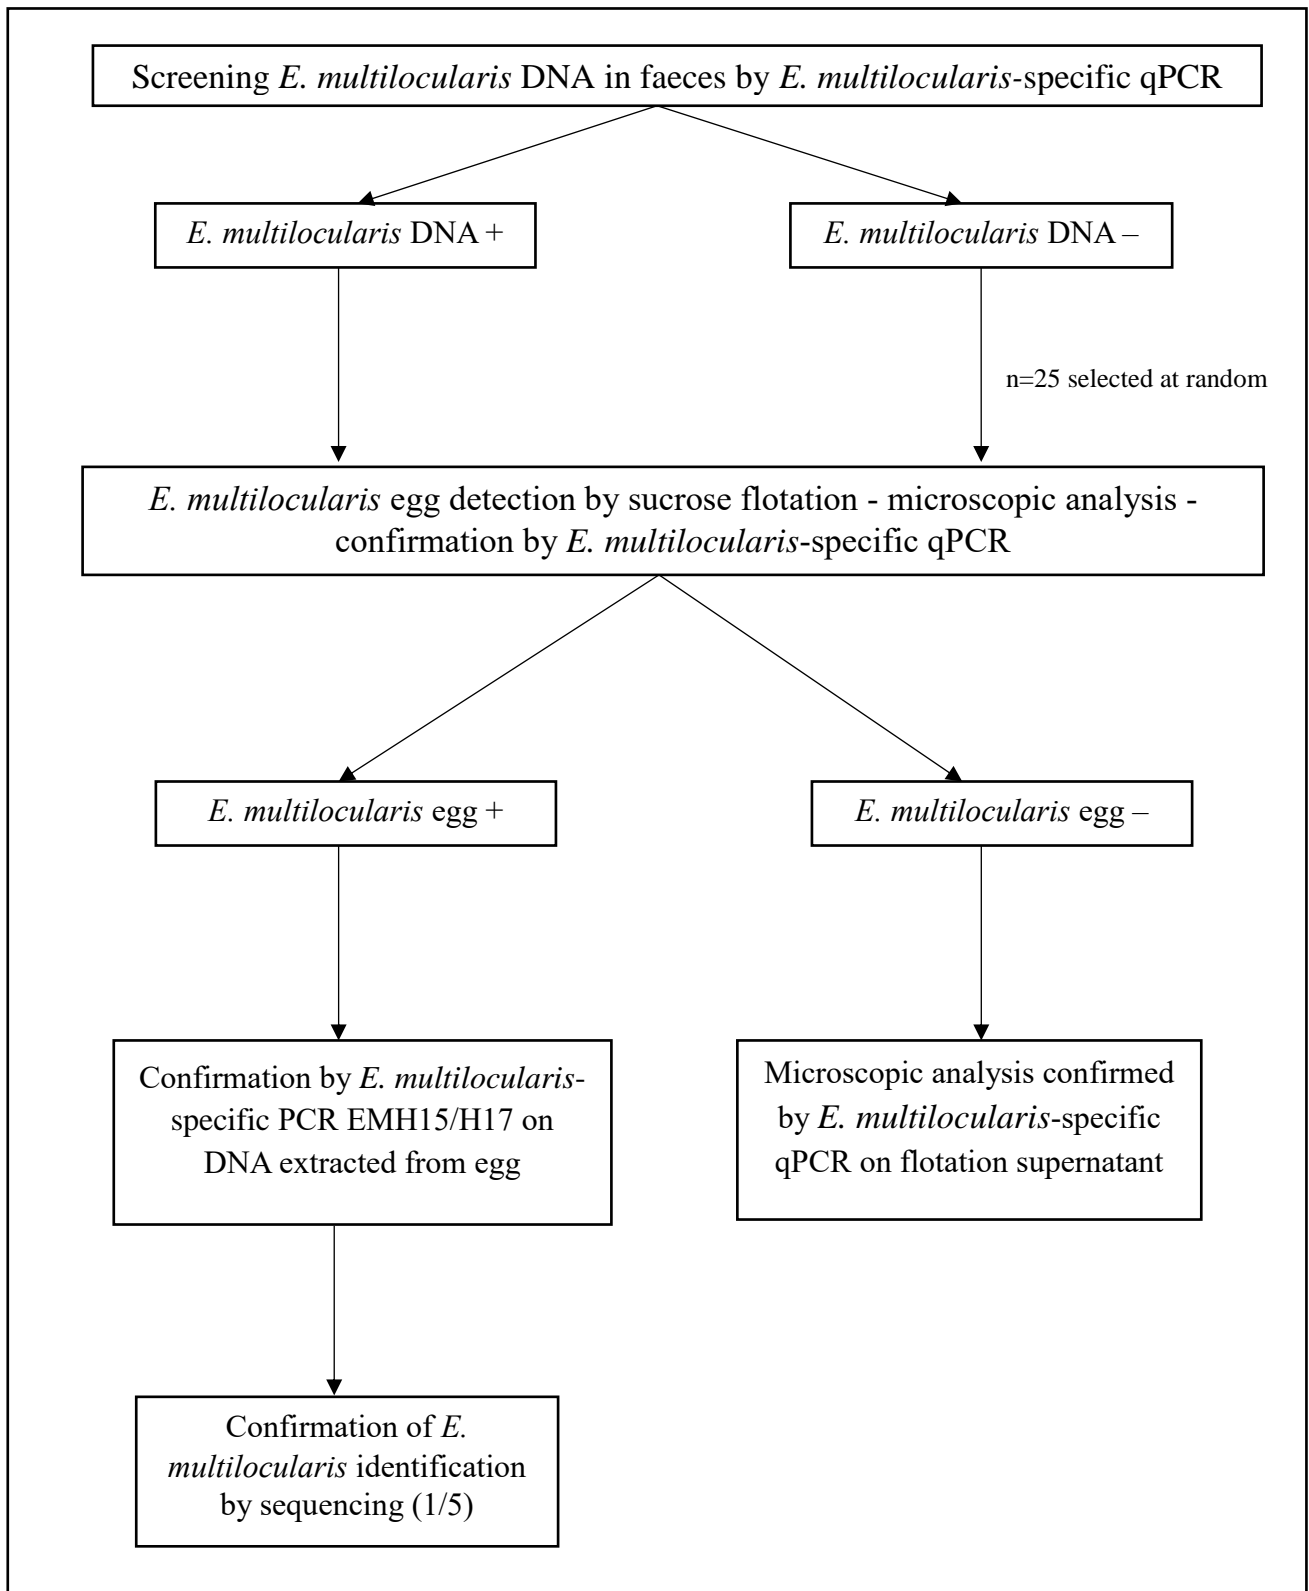 Screening E. multilocularis DNA in faeces by E. multilocularis-specific qPCR
E. multilocularis DNA +
E. multilocularis DNA –
n=25 selected at random
E. multilocularis egg detection by sucrose flotation - microscopic analysis -
confirmation by E. multilocularis-specific qPCR
E. multilocularis egg +
E. multilocularis egg –
Confirmation by E. multilocularis-
specific PCR EMH15/H17 on
DNA extracted from egg
Microscopic analysis confirmed
by E. multilocularis-specific
qPCR on flotation supernatant
Confirmation of E.
multilocularis identification
by sequencing (1/5)